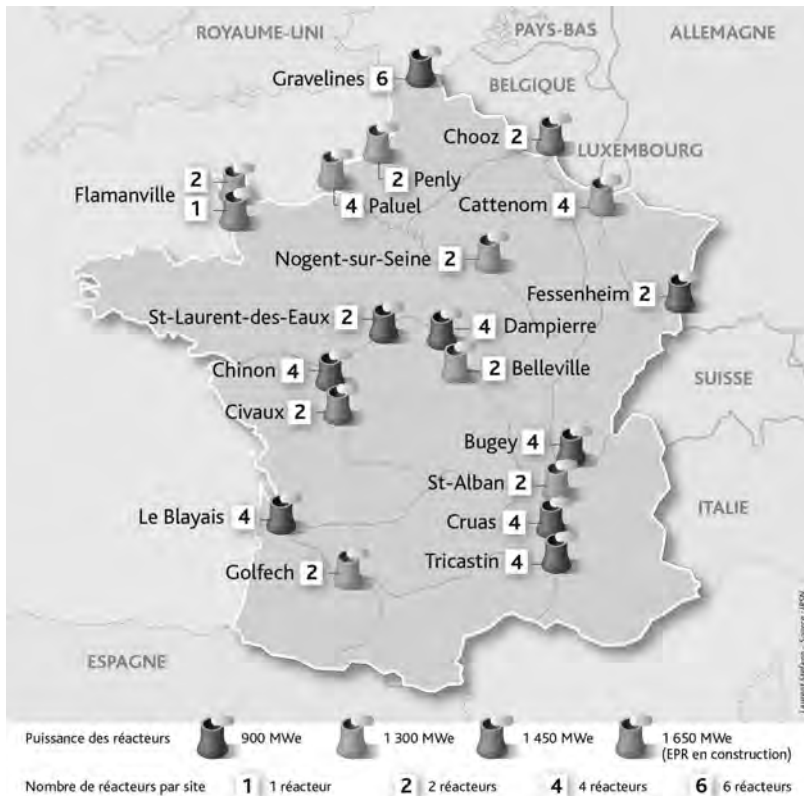 ROYAUME-UNI
PAYS-BAS
ALLEMAGNE
Gravelines 6
BELGIQUE
Chooz 2
LUXEMBOURG
2 Penly
Flamanville 2
1
4 Paluel
Cattenom 4
Nogent-sur-Seine 2
Fessenheim 2
St-Laurent-des-Eaux 2
4 Dampierre
Chinon 4
2 Belleville
SUISSE
Civaux 2
Bugey 4
St-Alban 2
ITALIE
Le Blayais 4
Cruas 4
Golfech 2
Tricastin 4
ESPAGNE
Laurent Stefano - Source : IRSN
Puissance des réacteurs 900 MWe 1 300 MWe 1 450 MWe 1 650 MWe
(EPR en construction)
Nombre de réacteurs par site 1 1 réacteur 2 2 réacteurs 4 4 réacteurs 6 6 réacteurs